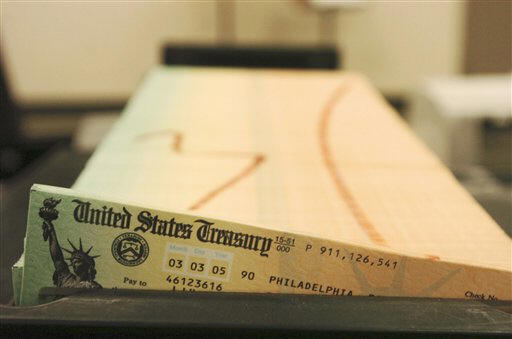 United States Treasury 15-51 000 P 911,126,541
Month Day Year
03 03 05 90 PHILADELPHIA
46123616
Pay to
Check No.